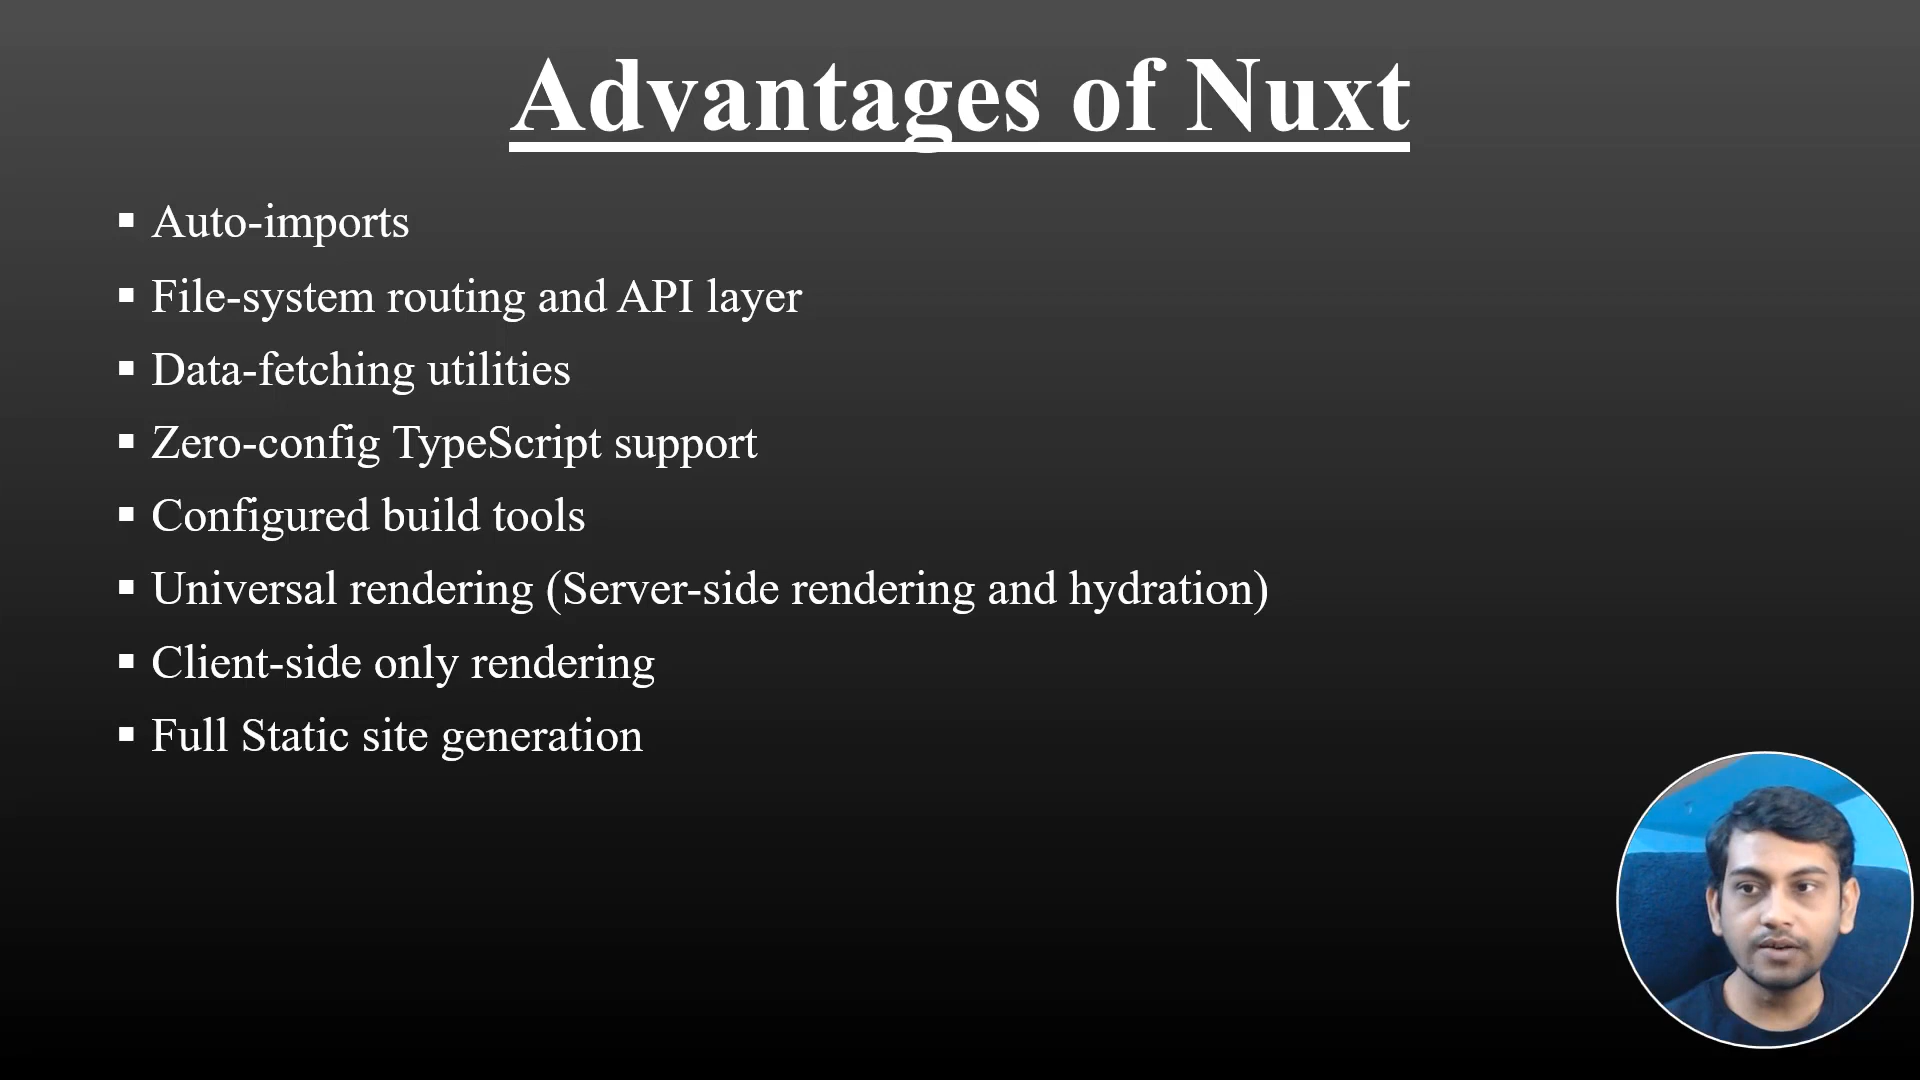 Advantages of Nuxt
▪ Auto-imports
▪ File-system routing and API layer
▪ Data-fetching utilities
▪ Zero-config TypeScript support
▪ Configured build tools
▪ Universal rendering (Server-side rendering and hydration)
▪ Client-side only rendering
▪ Full Static site generation